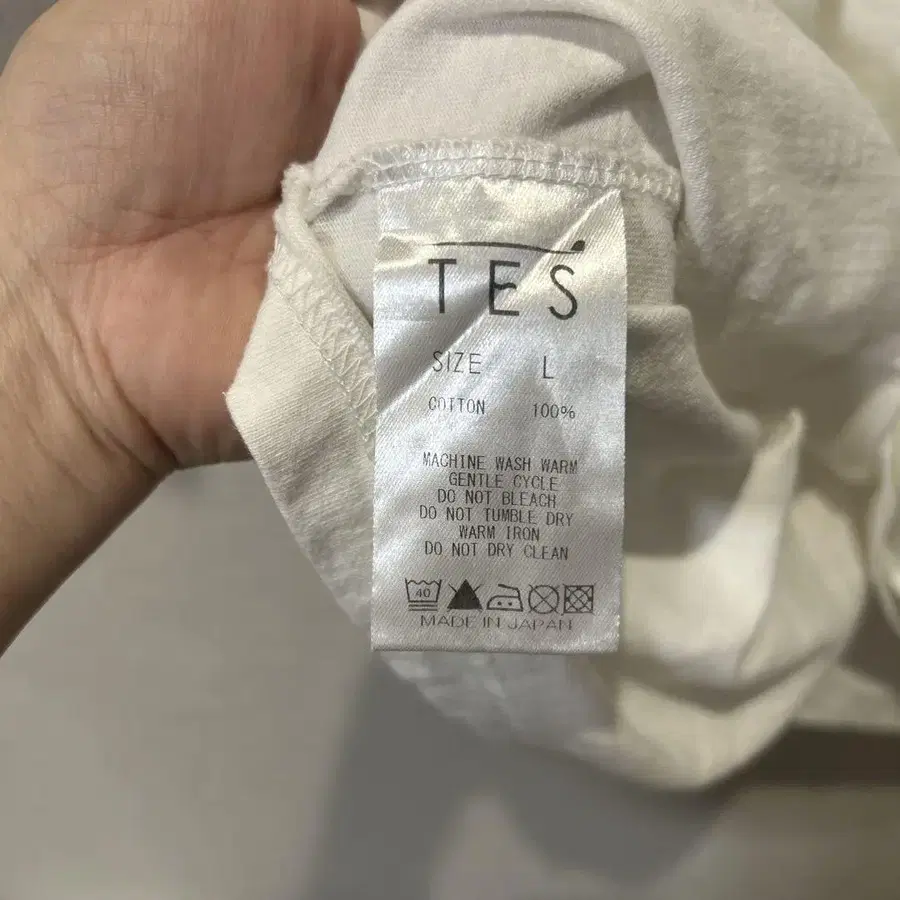 TES
SIZE L
COTTON 100%
MACHINE WASH WARM
GENTLE CYCLE
DO NOT BLEACH
DO NOT TUMBLE DRY
WARM IRON
DO NOT DRY CLEAN
40
MADE IN JAPAN